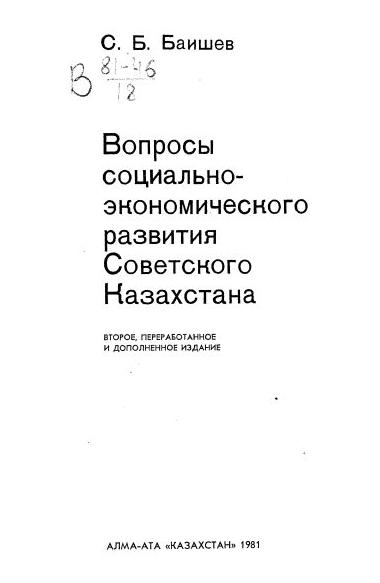 С. Б. Баишев
В 81-46
12
Вопросы
социально-
экономического
развития
Советского
Казахстана
ВТОРОЕ, ПЕРЕРАБОТАННОЕ
И ДОПОЛНЕННОЕ ИЗДАНИЕ
АЛМА-АТА «КАЗАХСТАН» 1981